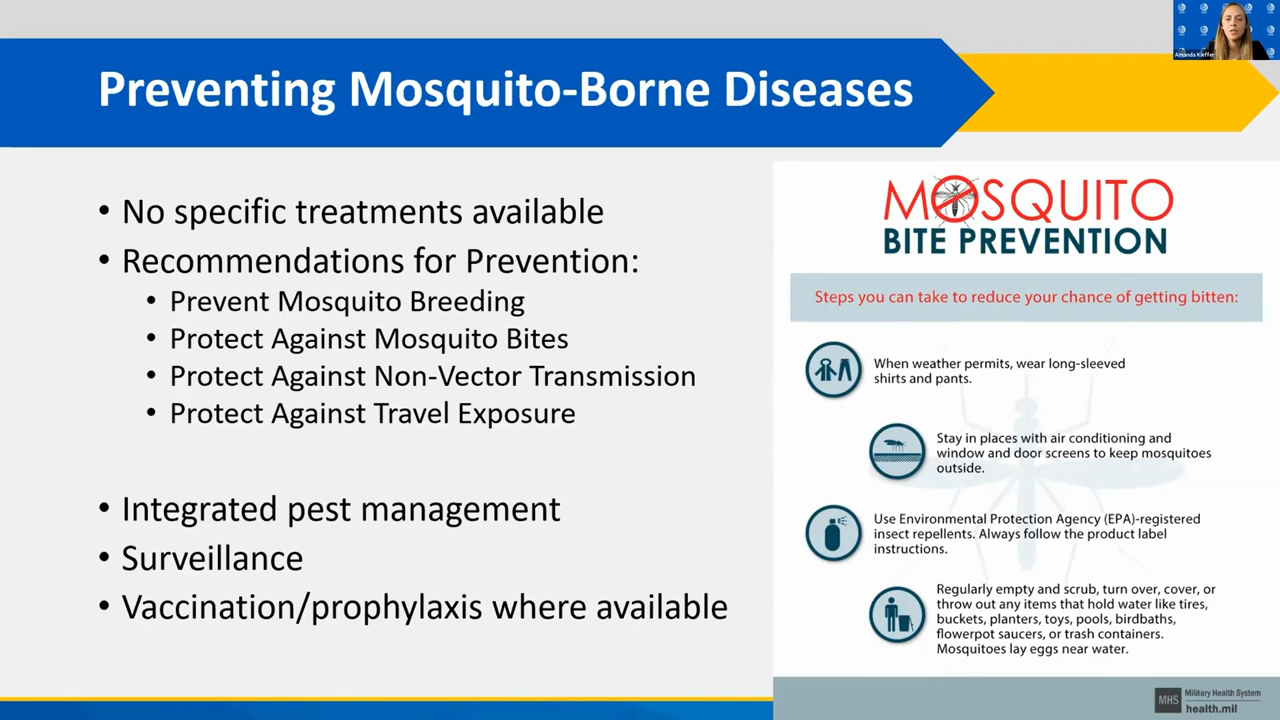 Preventing Mosquito-Borne Diseases
Amanda Kieffer
• No specific treatments available
• Recommendations for Prevention:
• Prevent Mosquito Breeding
• Protect Against Mosquito Bites
• Protect Against Non-Vector Transmission
• Protect Against Travel Exposure
• Integrated pest management
• Surveillance
• Vaccination/prophylaxis where available
MOSQUITO
BITE PREVENTION
Steps you can take to reduce your chance of getting bitten:
When weather permits, wear long-sleeved
shirts and pants.
Stay in places with air conditioning and
window and door screens to keep mosquitoes
outside.
Use Environmental Protection Agency (EPA)-registered
insect repellents. Always follow the product label
instructions.
Regularly empty and scrub, turn over, cover, or
throw out any items that hold water like tires,
buckets, planters, toys, pools, birdbaths,
flowerpot saucers, or trash containers.
Mosquitoes lay eggs near water.
MHS
Military Health System
health.mil